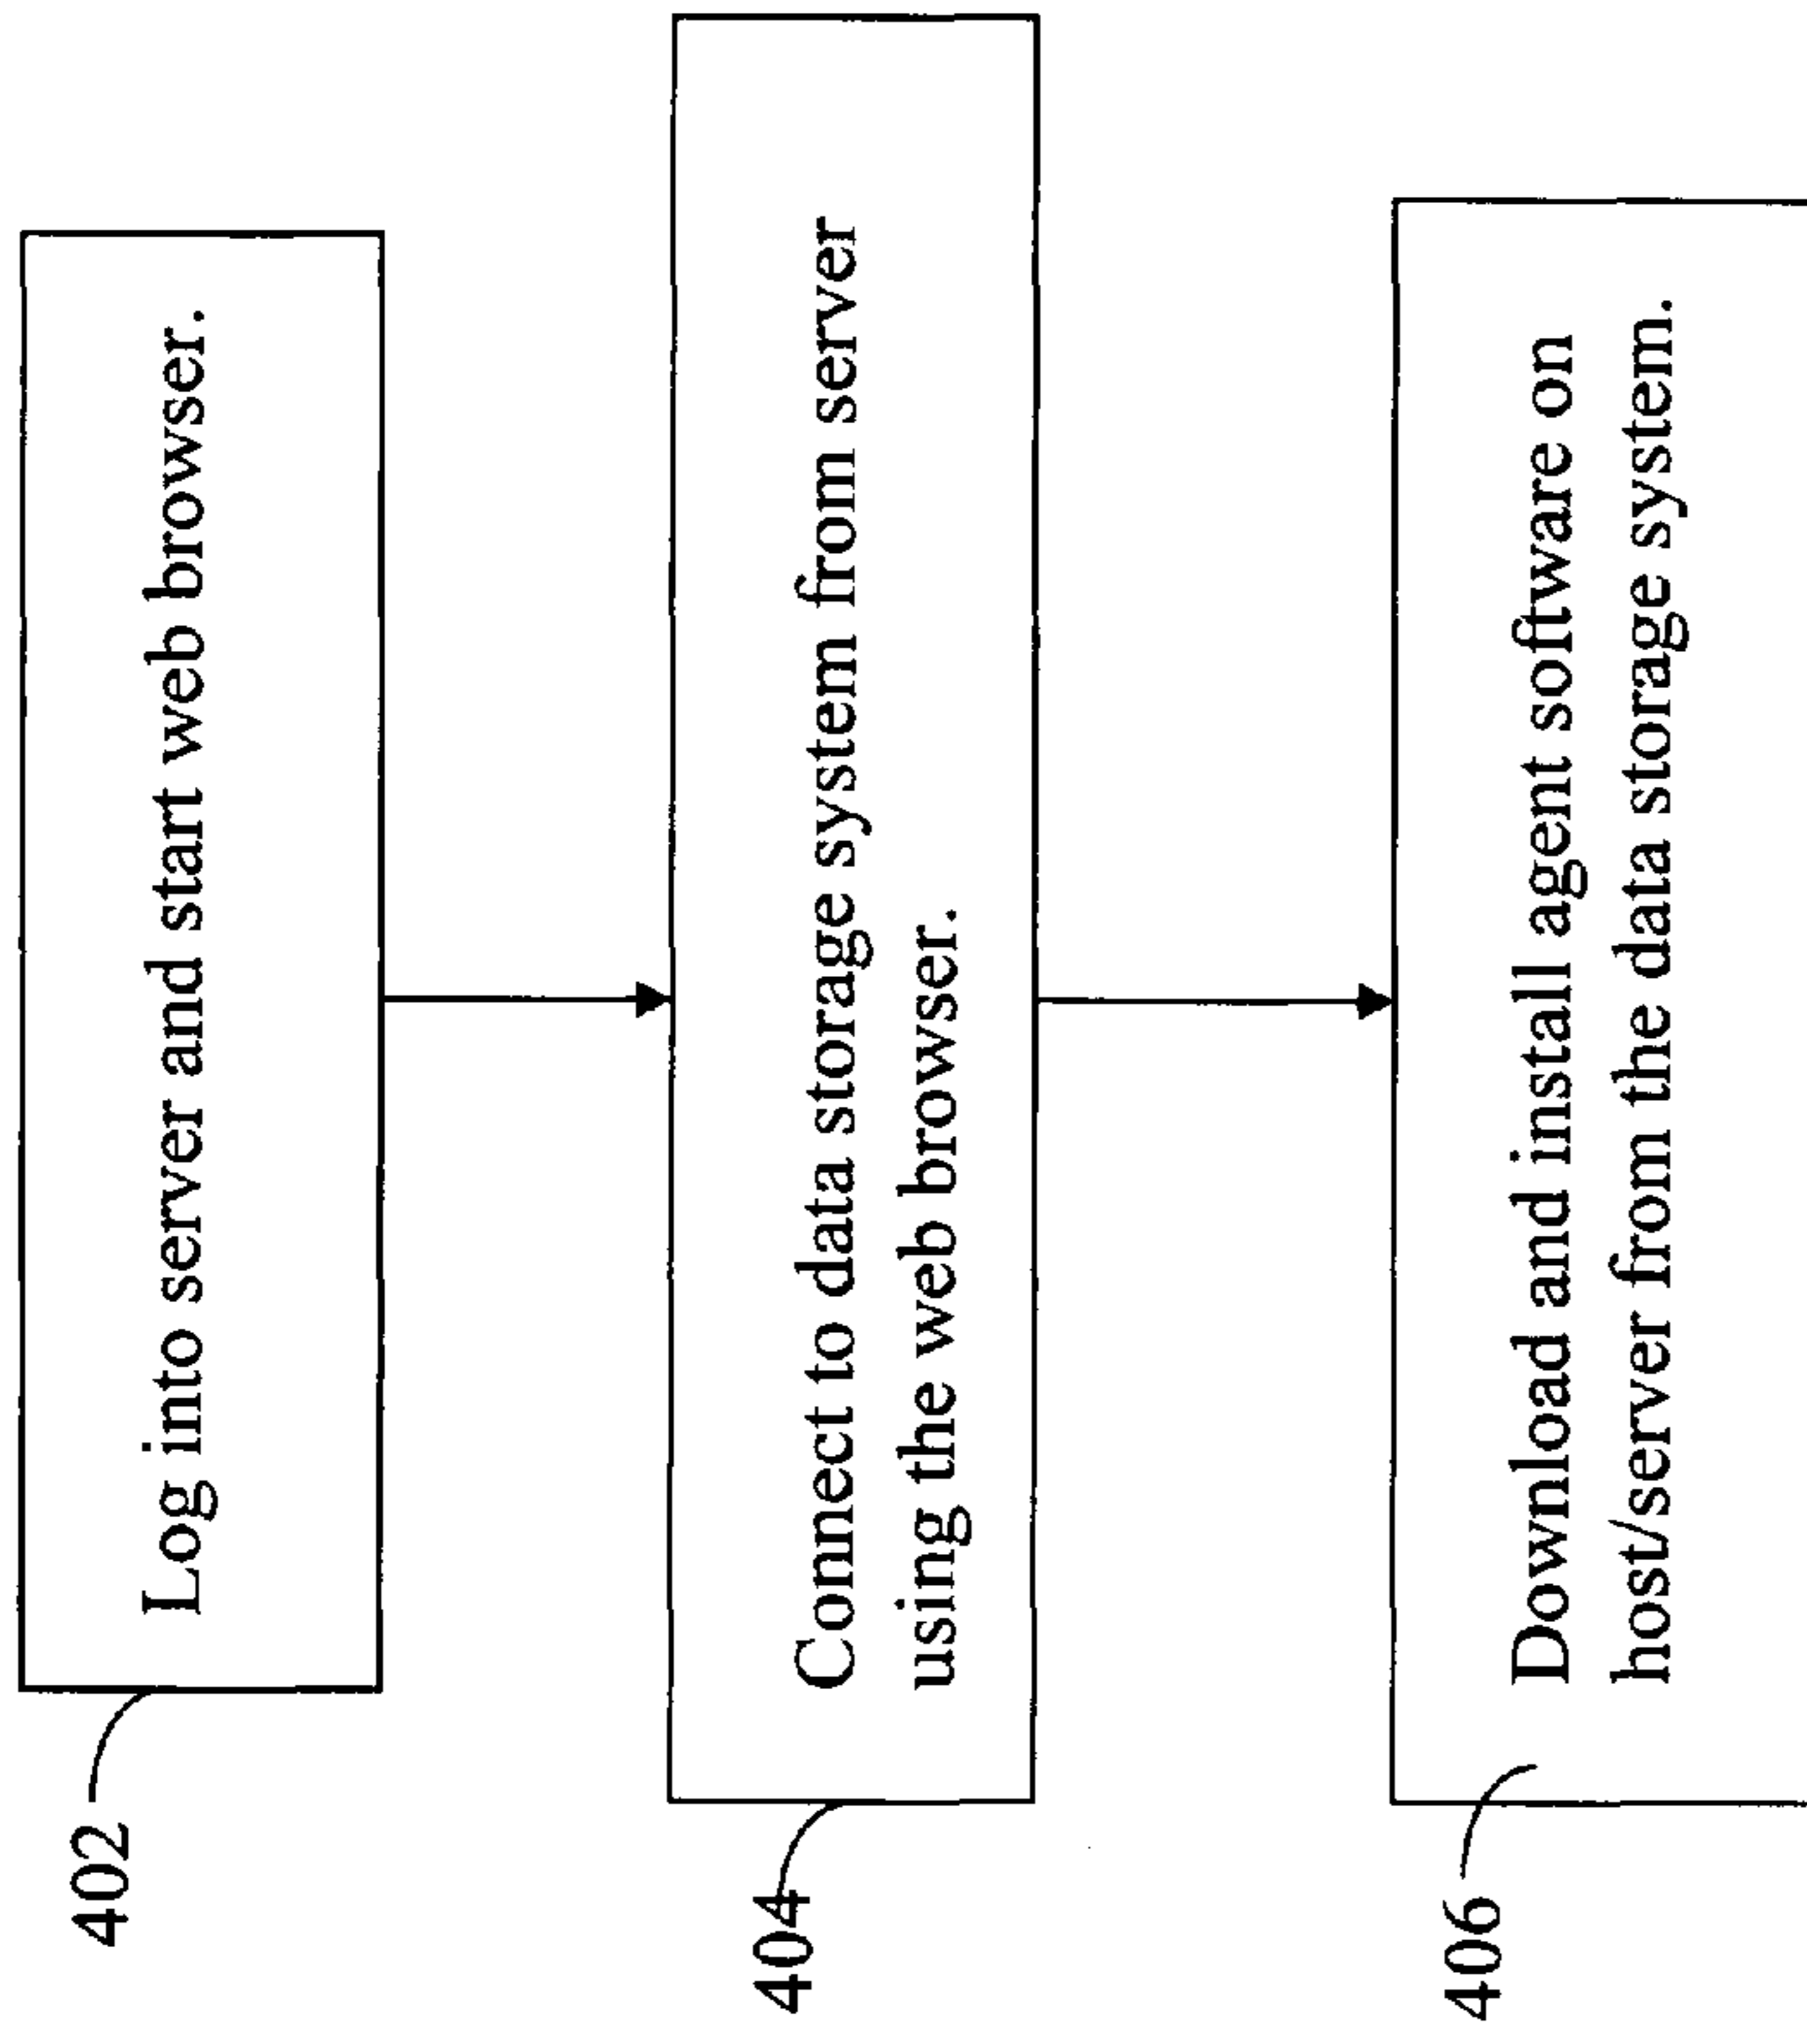 402
Log into server and start web browser.
404
Connect to data storage system from server
using the web browser.
406
Download and install agent software on
host/server from the data storage system.